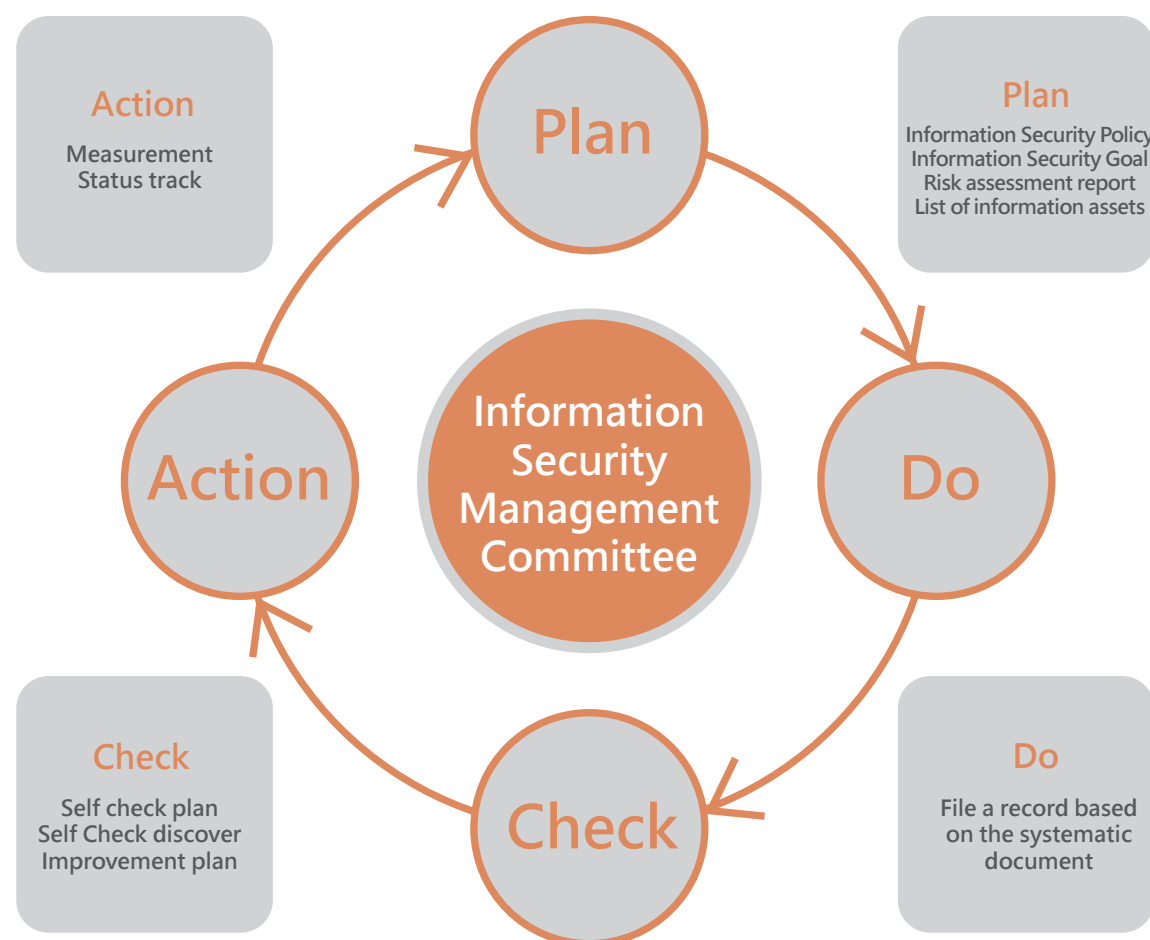 Action
Measurement
Status track
Plan
Plan
Information Security Policy
Information Security Goal
Risk assessment report
List of information assets
Action
Information
Security
Management
Committee
Do
Check
Self check plan
Self Check discover
Improvement plan
Check
Do
File a record based
on the systematic
document